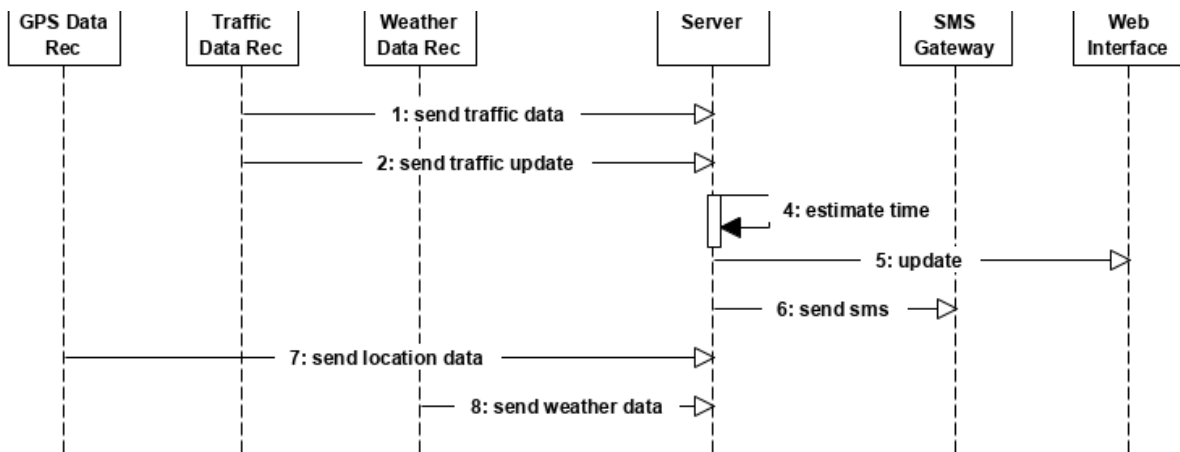 GPS Data
Rec
Traffic
Data Rec
Weather
Data Rec
Server
SMS
Gateway
Web
Interface
1: send traffic data
2: send traffic update
4: estimate time
5: update
6: send sms
7: send location data
8: send weather data